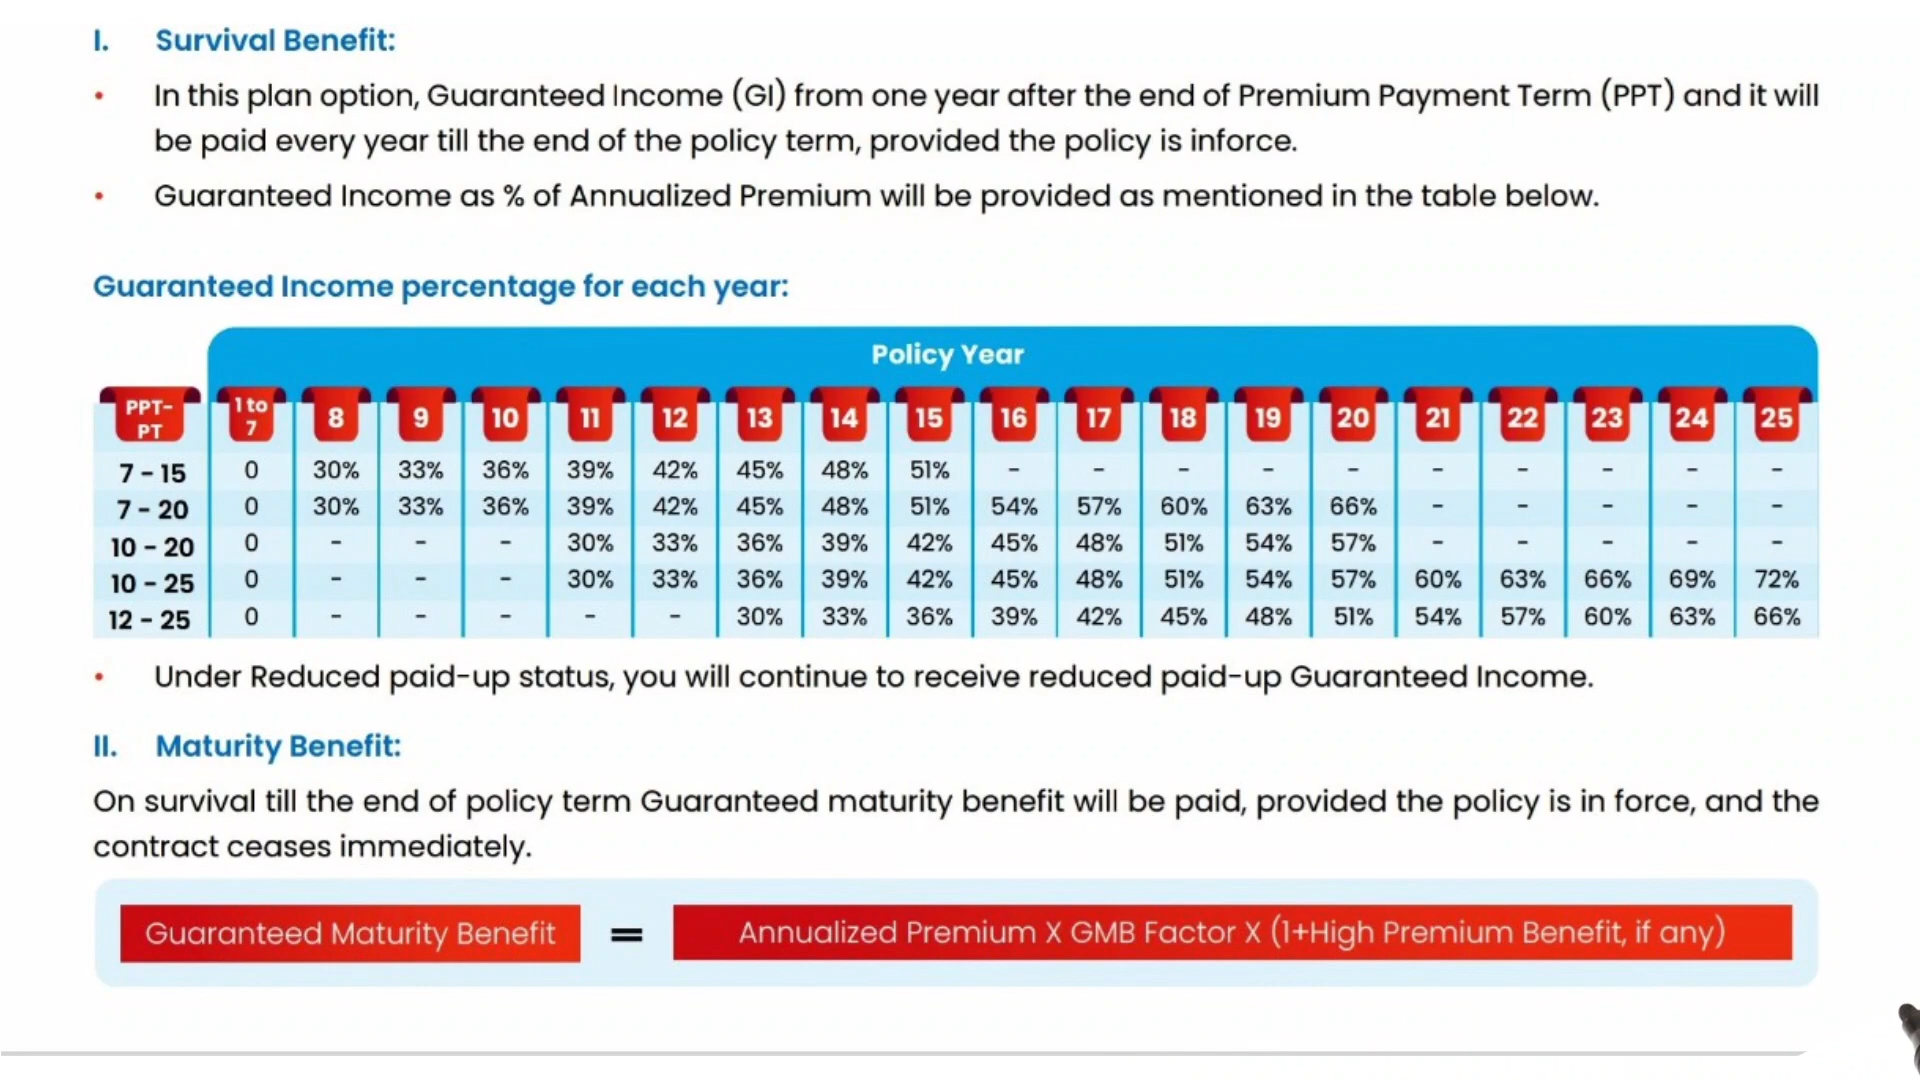 I. Survival Benefit:
• In this plan option, Guaranteed Income (GI) from one year after the end of Premium Payment Term (PPT) and it will
be paid every year till the end of the policy term, provided the policy is inforce.
• Guaranteed Income as % of Annualized Premium will be provided as mentioned in the table below.
Guaranteed Income percentage for each year:
Policy Year
PPT-PT 1 to 7 8 9 10 11 12 13 14 15 16 17 18 19 20 21 22 23 24 25
7 - 15 0 30% 33% 36% 39% 42% 45% 48% 51% - - - - - - - - - -
7 - 20 0 30% 33% 36% 39% 42% 45% 48% 51% 54% 57% 60% 63% 66% - - - - -
10 - 20 0 - - - 30% 33% 36% 39% 42% 45% 48% 51% 54% 57% - - - - -
10 - 25 0 - - - 30% 33% 36% 39% 42% 45% 48% 51% 54% 57% 60% 63% 66% 69% 72%
12 - 25 0 - - - - - 30% 33% 36% 39% 42% 45% 48% 51% 54% 57% 60% 63% 66%
• Under Reduced paid-up status, you will continue to receive reduced paid-up Guaranteed Income.
II. Maturity Benefit:
On survival till the end of policy term Guaranteed maturity benefit will be paid, provided the policy is in force, and the
contract ceases immediately.
Guaranteed Maturity Benefit = Annualized Premium X GMB Factor X (1+High Premium Benefit, if any)